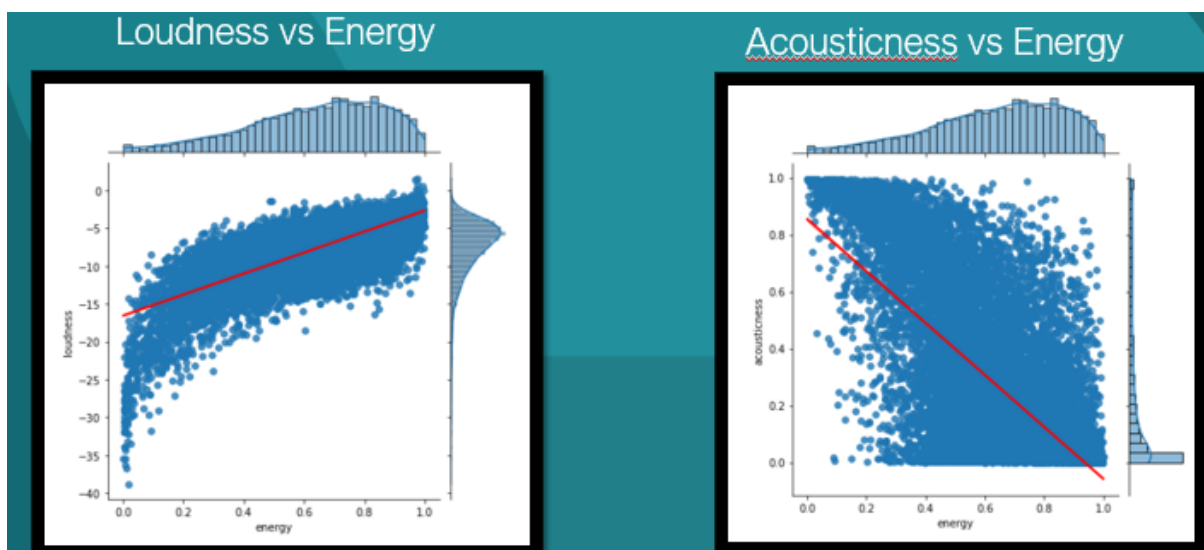 Loudness vs Energy
0
−5
−10
−15
−20
−25
−30
−35
−40
loudness
0.0 0.2 0.4 0.6 0.8 1.0
energy
Acousticness vs Energy
1.0
0.8
0.6
0.4
0.2
0.0
acousticness
0.0 0.2 0.4 0.6 0.8 1.0
energy